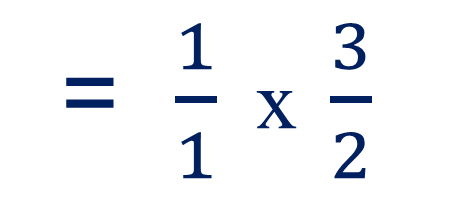 = 1/1 x 3/2